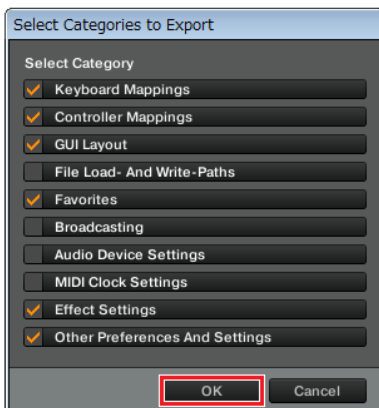 Select Categories to Export
Select Category
Keyboard Mappings
Controller Mappings
GUI Layout
File Load- And Write-Paths
Favorites
Broadcasting
Audio Device Settings
MIDI Clock Settings
Effect Settings
Other Preferences And Settings
OK Cancel